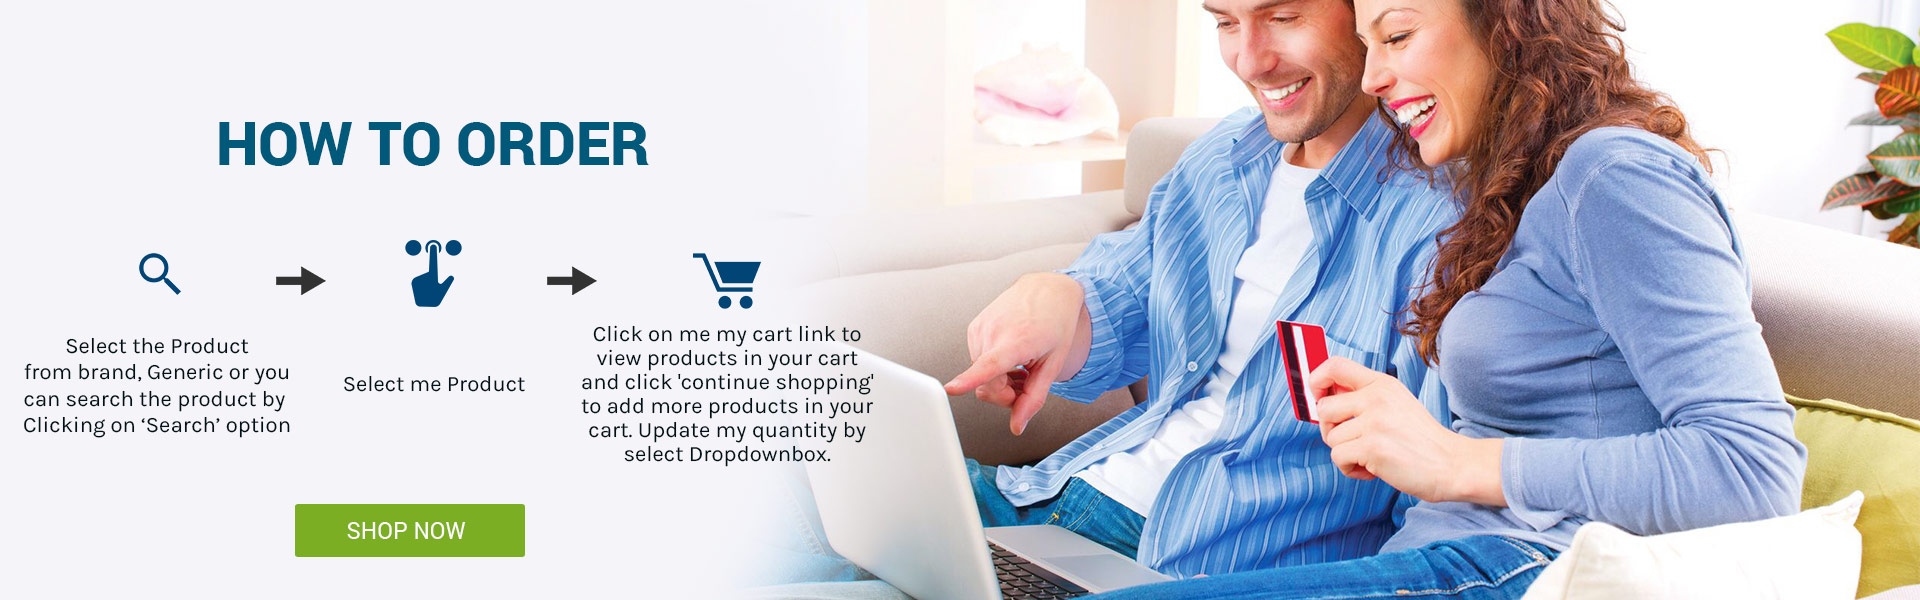 HOW TO ORDER
Select the Product
from brand, Generic or you
can search the product by
Clicking on ‘Search’ option
Select me Product
Click on me my cart link to
view products in your cart
and click 'continue shopping'
to add more products in your
cart. Update my quantity by
select Dropdownbox.
SHOP NOW